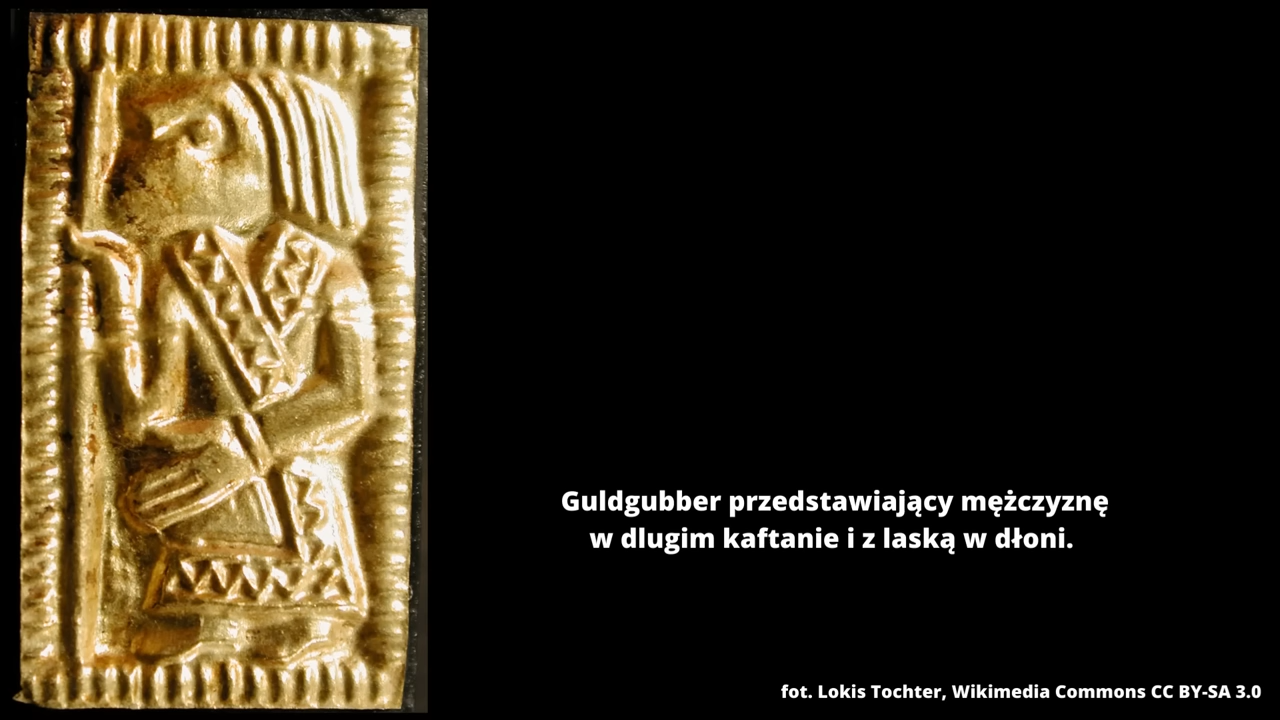 Guldgubber przedstawiający mężczyznę
w dlugim kaftanie i z laską w dłoni.
fot. Lokis Tochter, Wikimedia Commons CC BY-SA 3.0